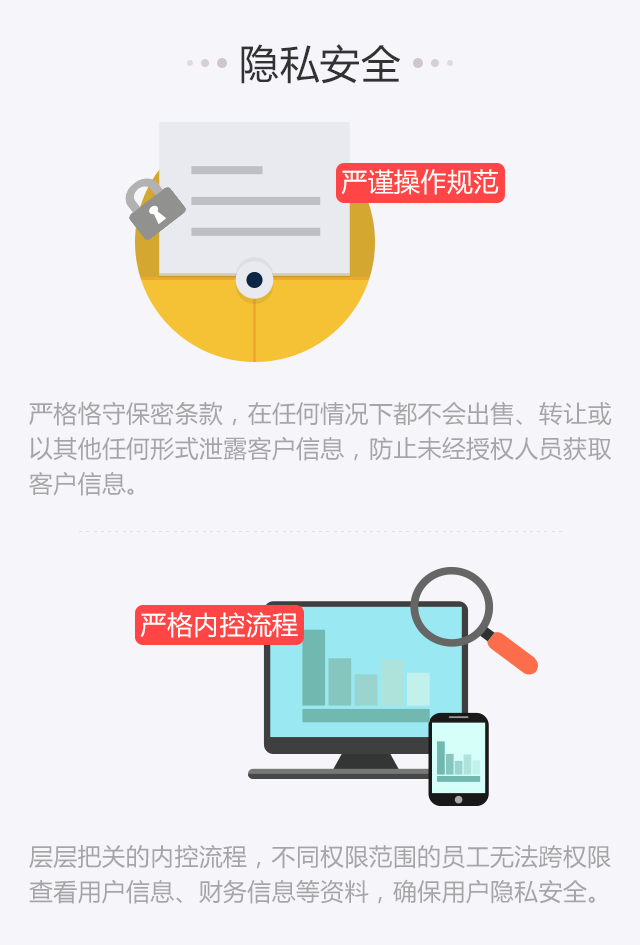 隐私安全
严谨操作规范
严格恪守保密条款，在任何情况下都不会出售、转让或
以其他任何形式泄露客户信息，防止未经授权人员获取
客户信息。
严格内控流程
层层把关的内控流程，不同权限范围的员工无法跨权限
查看用户信息、财务信息等资料，确保用户隐私安全。